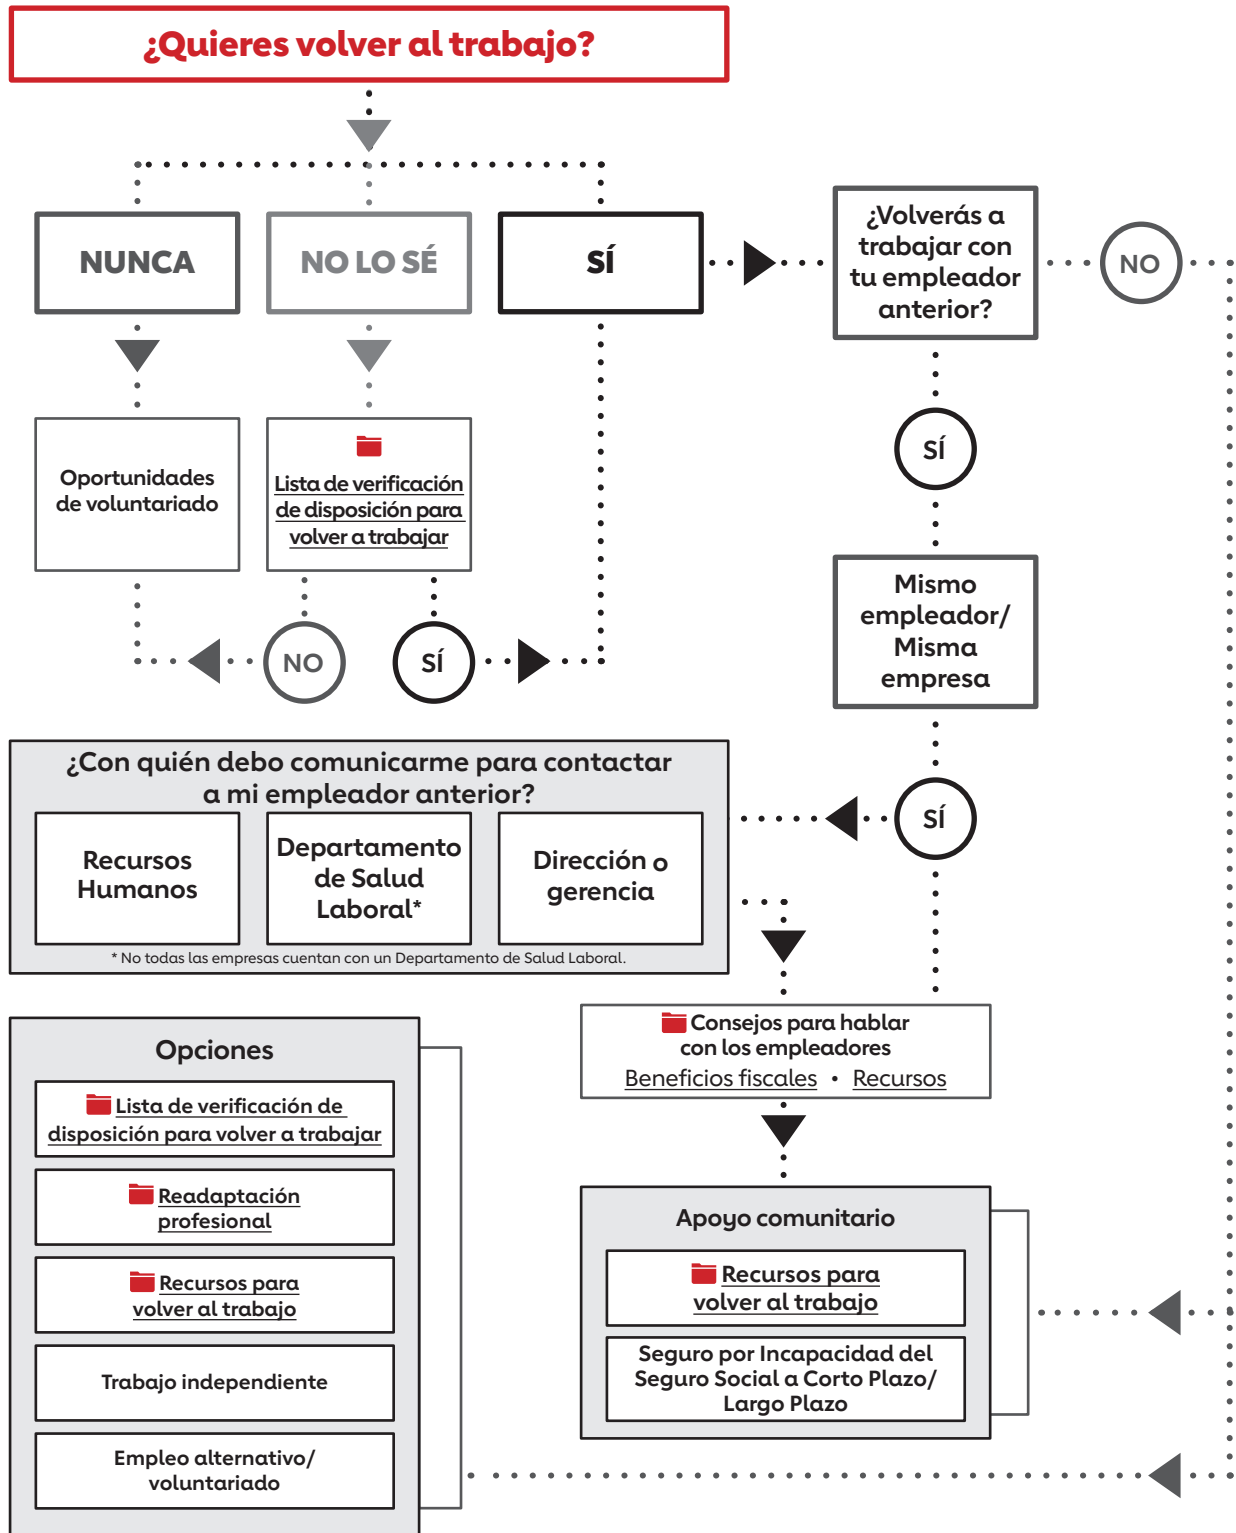 ¿Quieres volver al trabajo?
NUNCA
NO LO SÉ
SÍ
¿Volverás a
trabajar con
tu empleador
anterior?
NO
Oportunidades
de voluntariado
Lista de verificación
de disposición para
volver a trabajar
SÍ
NO
SÍ
Mismo
empleador/
Misma
empresa
SÍ
¿Con quién debo comunicarme para contactar
a mi empleador anterior?
Recursos
Humanos
Departamento
de Salud
Laboral*
Dirección o
gerencia
* No todas las empresas cuentan con un Departamento de Salud Laboral.
Consejos para hablar
con los empleadores
Beneficios fiscales • Recursos
Opciones
Lista de verificación de
disposición para volver a trabajar
Readaptación
profesional
Recursos para
volver al trabajo
Trabajo independiente
Empleo alternativo/
voluntariado
Apoyo comunitario
Recursos para
volver al trabajo
Seguro por Incapacidad del
Seguro Social a Corto Plazo/
Largo Plazo